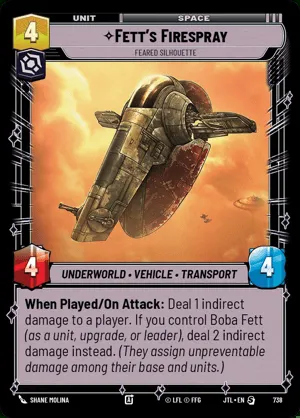 UNIT SPACE
4
✧FETT'S FIRESPRAY
FEARED SILHOUETTE
4
4
UNDERWORLD • VEHICLE • TRANSPORT
When Played/On Attack: Deal 1 indirect
damage to a player. If you control Boba Fett
(as a unit, upgrade, or leader), deal 2 indirect
damage instead. (They assign unpreventable
damage among their base and units.)
SHANE MOLINA
© LFL © FFG
JTL • EN
S
738